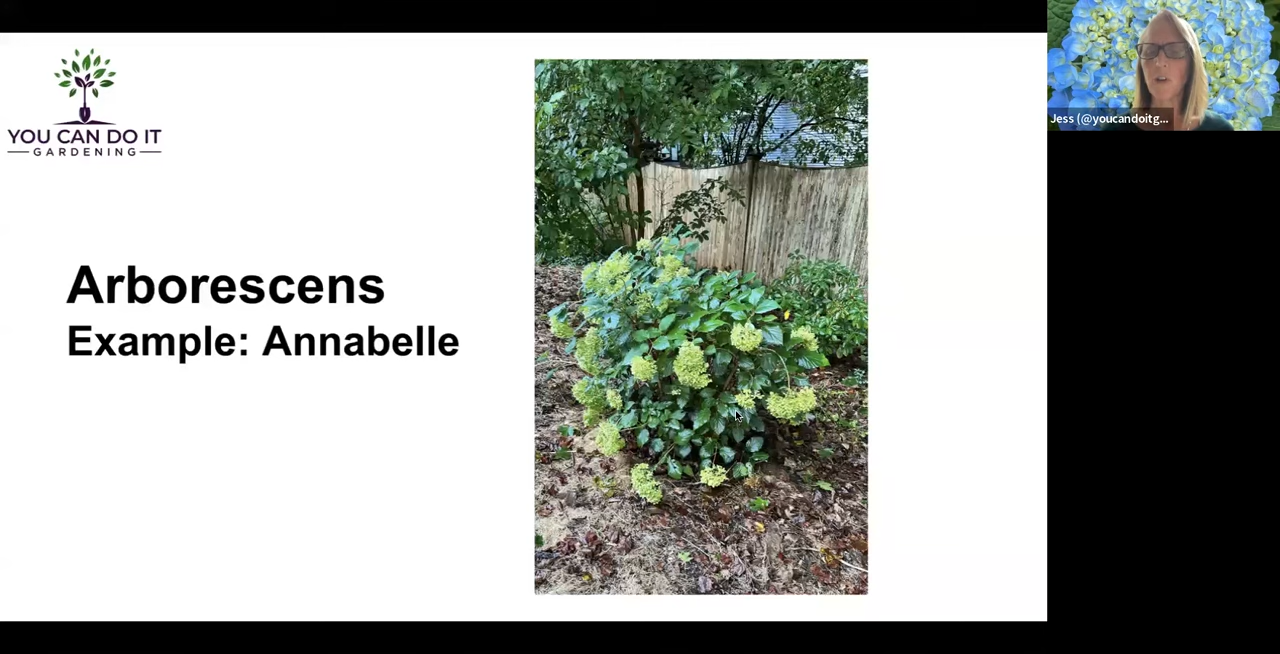 YOU CAN DO IT
GARDENING
Arborescens
Example: Annabelle
Jess (@youcandoitg...